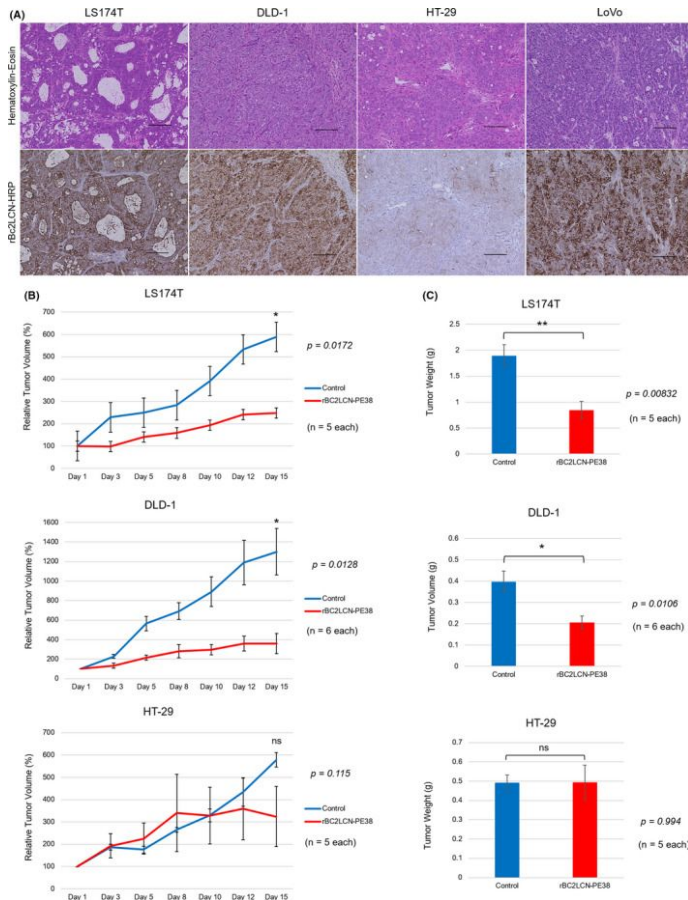 (A)
LS174T
DLD-1
HT-29
LoVo
Hematoxylin-Eosin
rBc2LCN-HRP
(B)
LS174T
Relative Tumor Volume (%)
700
600
500
400
300
200
100
0
Day 1
Day 3
Day 5
Day 8
Day 10
Day 12
Day 15
*
p = 0.0172
Control
rBC2LCN-PE38
(n = 5 each)
DLD-1
Relative Tumor Volume (%)
1600
1400
1200
1000
800
600
400
200
0
Day 1
Day 3
Day 5
Day 8
Day 10
Day 12
Day 15
*
p = 0.0128
Control
rBC2LCN-PE38
(n = 6 each)
HT-29
Relative Tumor Volume (%)
700
600
500
400
300
200
100
0
Day 1
Day 3
Day 5
Day 8
Day 10
Day 12
Day 15
ns
p = 0.115
Control
rBC2LCN-PE38
(n = 5 each)
(C)
LS174T
Tumor Weight (g)
2.5
2
1.5
1
0.5
0
**
Control
rBC2LCN-PE38
p = 0.00832
(n = 5 each)
DLD-1
Tumor Volume (g)
0.6
0.5
0.4
0.3
0.2
0.1
0
*
Control
rBC2LCN-PE38
p = 0.0106
(n = 6 each)
HT-29
Tumor Weight (g)
0.7
0.6
0.5
0.4
0.3
0.2
0.1
0
ns
Control
rBC2LCN-PE38
p = 0.994
(n = 5 each)